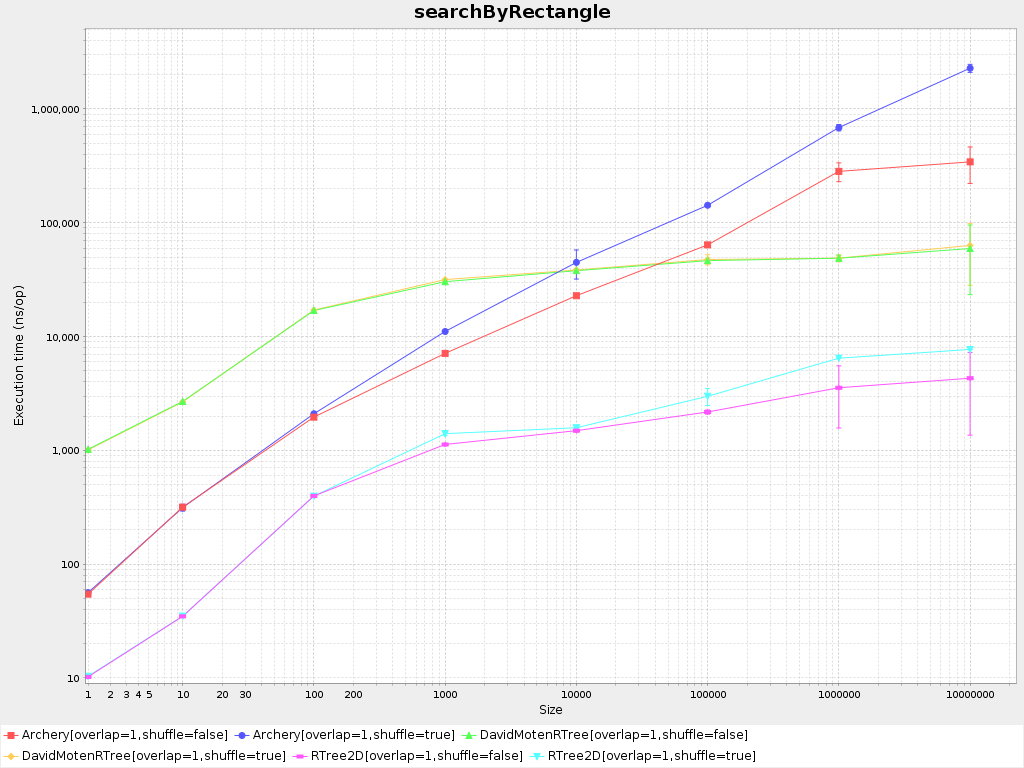 searchByRectangle
Execution time (ns/op)
1,000,000
100,000
10,000
1,000
100
10
1 2 3 4 5 10 20 30 100 200 1000 10000 100000 1000000 10000000
Size
Archery[overlap=1,shuffle=false] Archery[overlap=1,shuffle=true] DavidMotenRTree[overlap=1,shuffle=false]
DavidMotenRTree[overlap=1,shuffle=true] RTree2D[overlap=1,shuffle=false] RTree2D[overlap=1,shuffle=true]